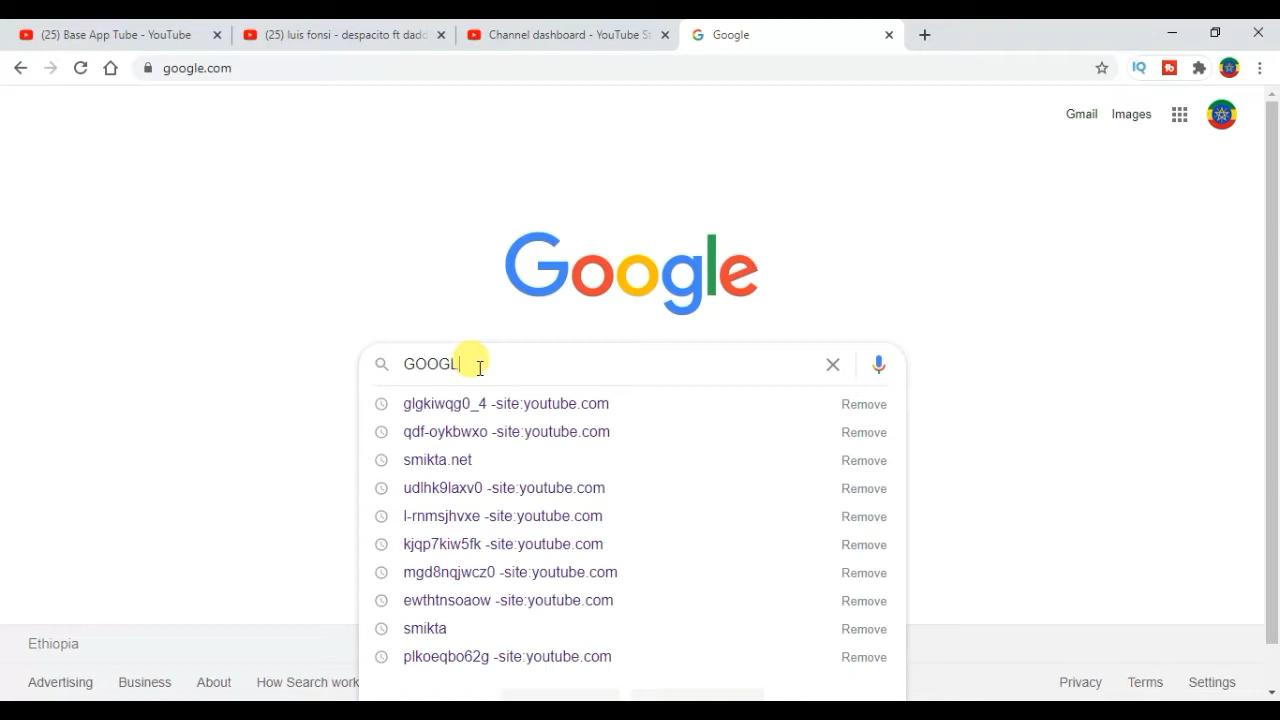 (25) Base App Tube - YouTube
(25) luis fonsi - despacito ft dadd
Channel dashboard - YouTube St
Google
google.com
IQ
Gmail
Images
Google
GOOGL
glgkiwqg0_4 -site:youtube.com
Remove
qdf-oykbwxo -site:youtube.com
Remove
smikta.net
Remove
udlhk9laxv0 -site:youtube.com
Remove
l-rnmsjhvxe -site:youtube.com
Remove
kjqp7kiw5fk -site:youtube.com
Remove
mgd8nqjwcz0 -site:youtube.com
Remove
ewthtnsoaow -site:youtube.com
Remove
smikta
Remove
plkoeqbo62g -site:youtube.com
Remove
Ethiopia
Advertising
Business
About
How Search work
Privacy
Terms
Settings